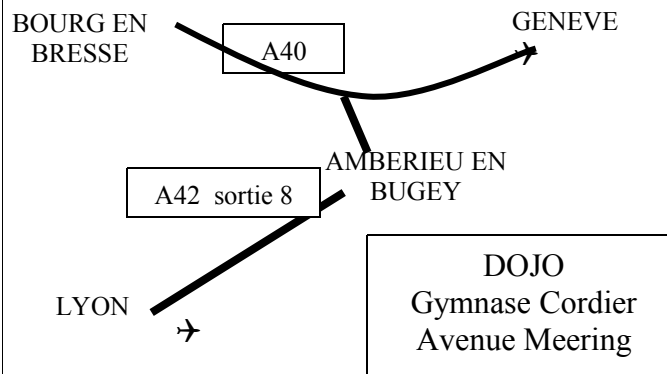 BOURG EN
BRESSE
GENEVE
A40
AMBERIEU EN
BUGEY
A42 sortie 8
LYON
DOJO
Gymnase Cordier
Avenue Meering